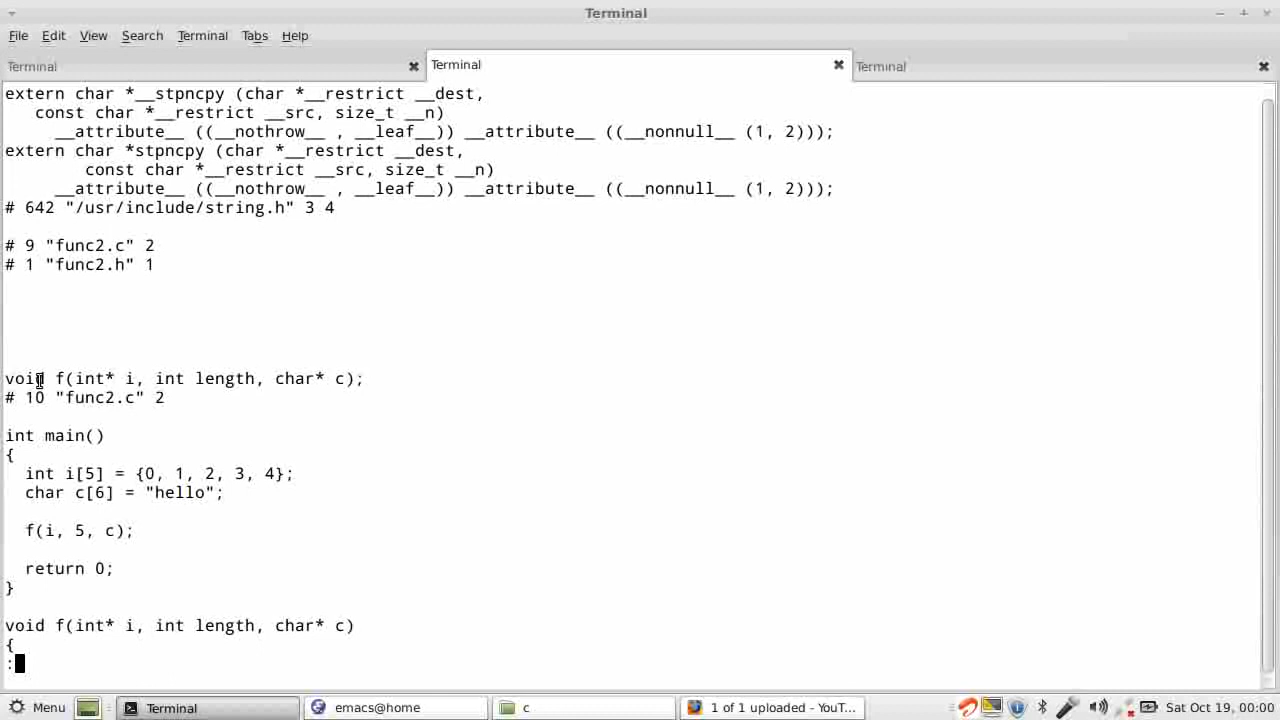 Terminal
File Edit View Search Terminal Tabs Help
Terminal Terminal Terminal
extern char *__stpncpy (char *__restrict __dest,
   const char *__restrict __src, size_t __n)
     __attribute__ ((__nothrow__ , __leaf__)) __attribute__ ((__nonnull__ (1, 2)));
extern char *stpncpy (char *__restrict __dest,
        const char *__restrict __src, size_t __n)
     __attribute__ ((__nothrow__ , __leaf__)) __attribute__ ((__nonnull__ (1, 2)));
# 642 "/usr/include/string.h" 3 4
# 9 "func2.c" 2
# 1 "func2.h" 1
void f(int* i, int length, char* c);
# 10 "func2.c" 2
int main()
{
  int i[5] = {0, 1, 2, 3, 4};
  char c[6] = "hello";
  f(i, 5, c);
  return 0;
}
void f(int* i, int length, char* c)
{
:
Menu Terminal emacs@home c 1 of 1 uploaded - YouT... Sat Oct 19, 00:00